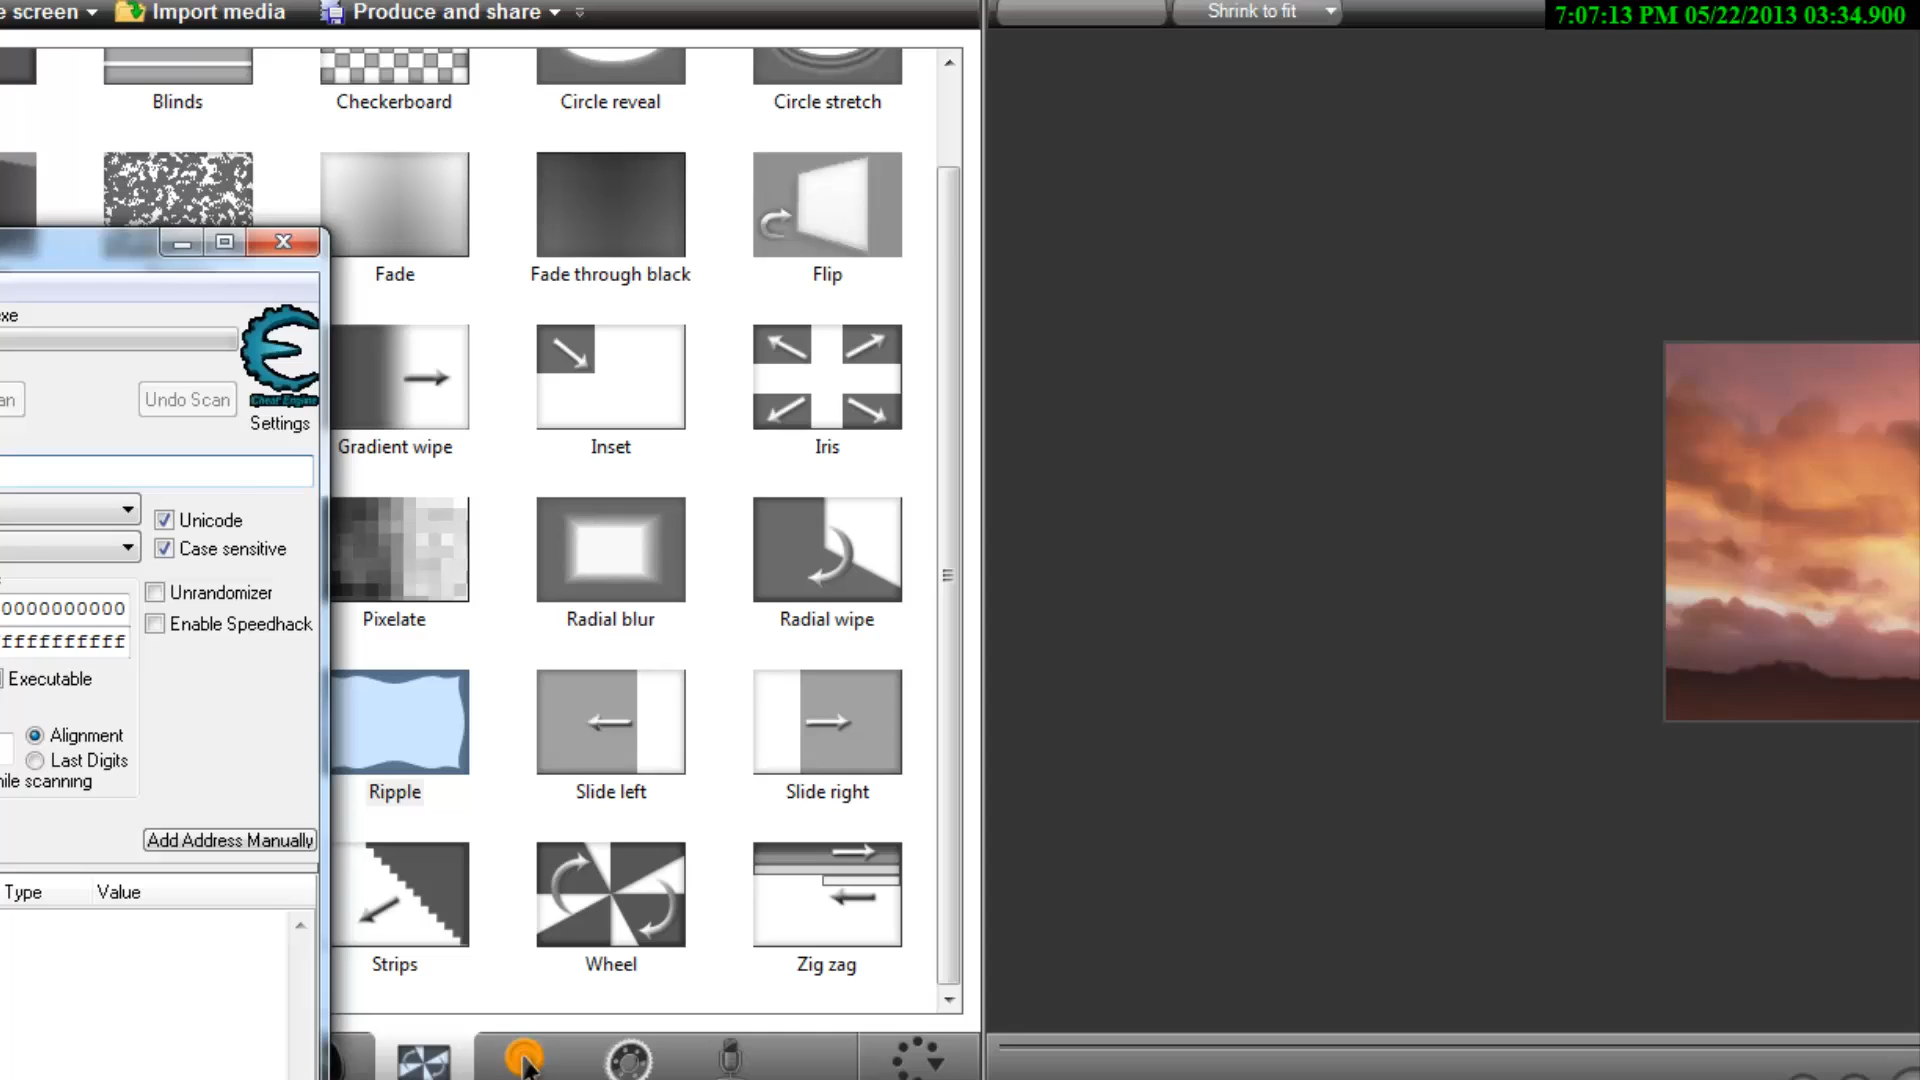 e screen
Import media
Produce and share
Shrink to fit
7:07:13 PM 05/22/2013 03:34.900
Blinds
Checkerboard
Circle reveal
Circle stretch
Fade
Fade through black
Flip
xe
an
Undo Scan
Cheat Engine
Settings
Gradient wipe
Inset
Iris
Unicode
Case sensitive
Unrandomizer
0000000000
Enable Speedhack
ffffffffff
Pixelate
Radial blur
Radial wipe
Executable
Alignment
Last Digits
ile scanning
Ripple
Slide left
Slide right
Add Address Manually
Type
Value
Strips
Wheel
Zig zag